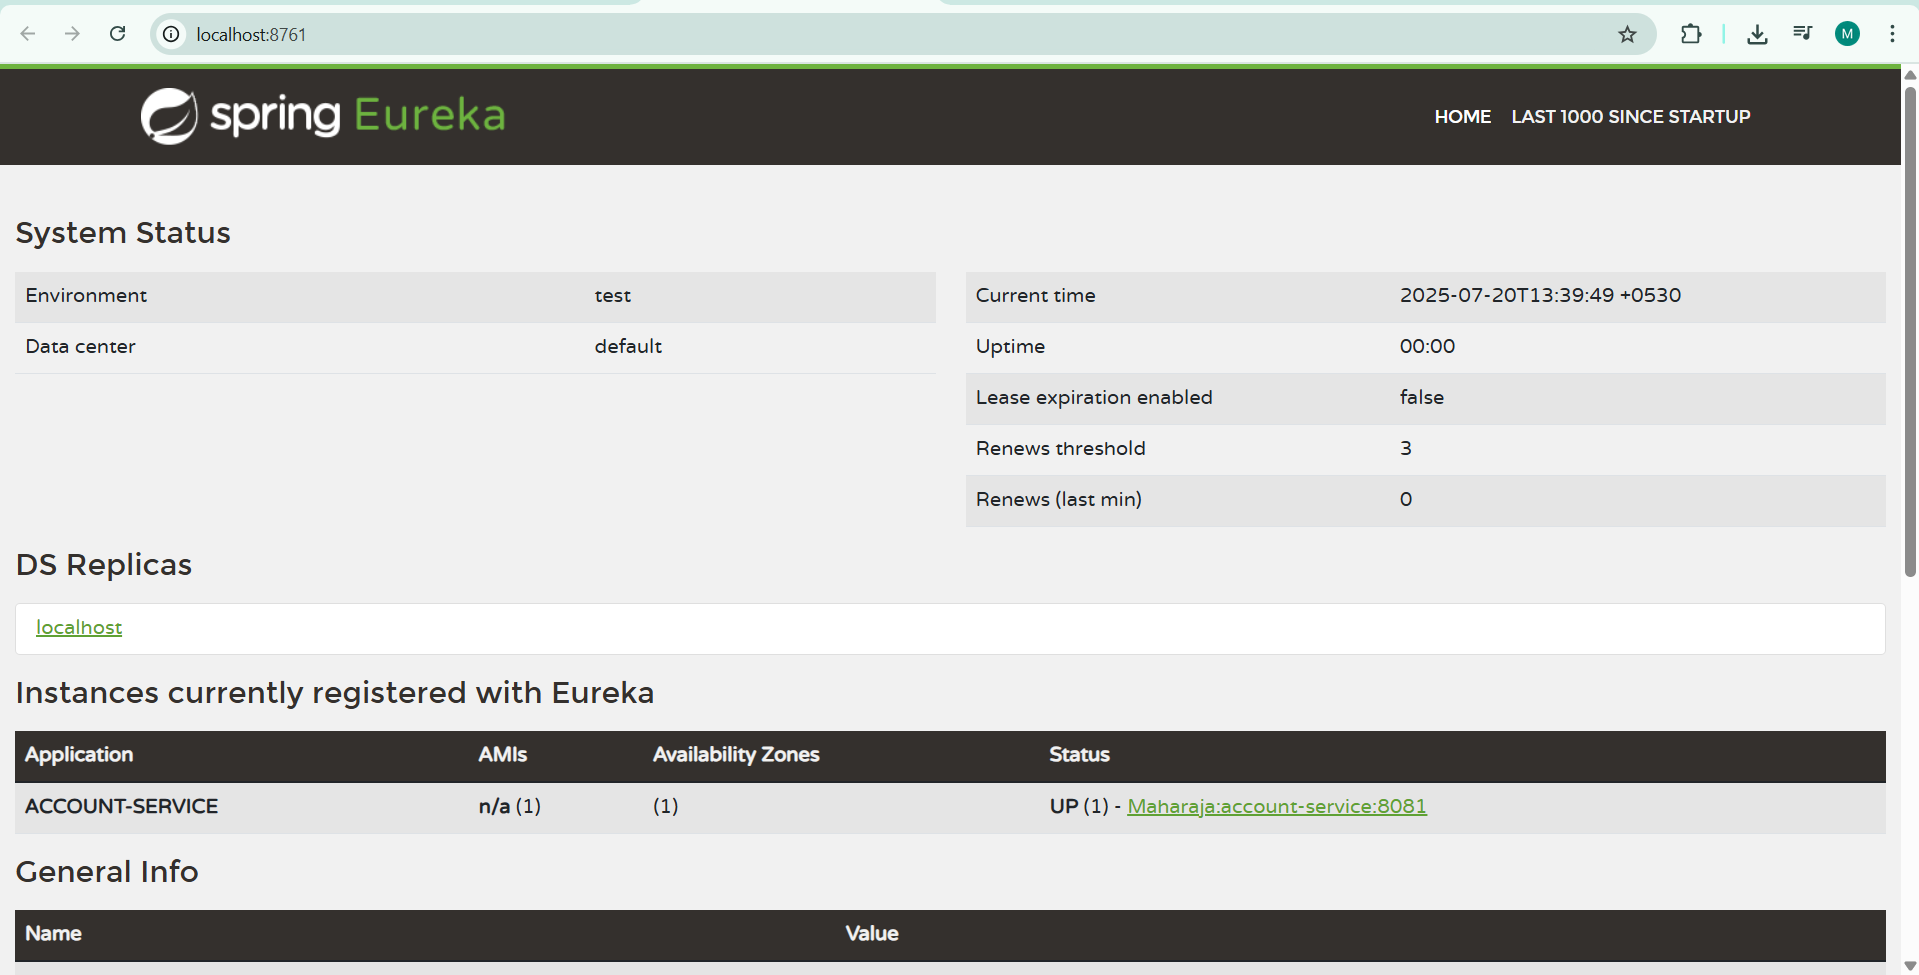 localhost:8761
M
spring Eureka
HOME LAST 1000 SINCE STARTUP
System Status
Environment test
Data center default
Current time 2025-07-20T13:39:49 +0530
Uptime 00:00
Lease expiration enabled false
Renews threshold 3
Renews (last min) 0
DS Replicas
localhost
Instances currently registered with Eureka
Application AMIs Availability Zones Status
ACCOUNT-SERVICE n/a (1) (1) UP (1) - Maharaja:account-service:8081
General Info
Name Value